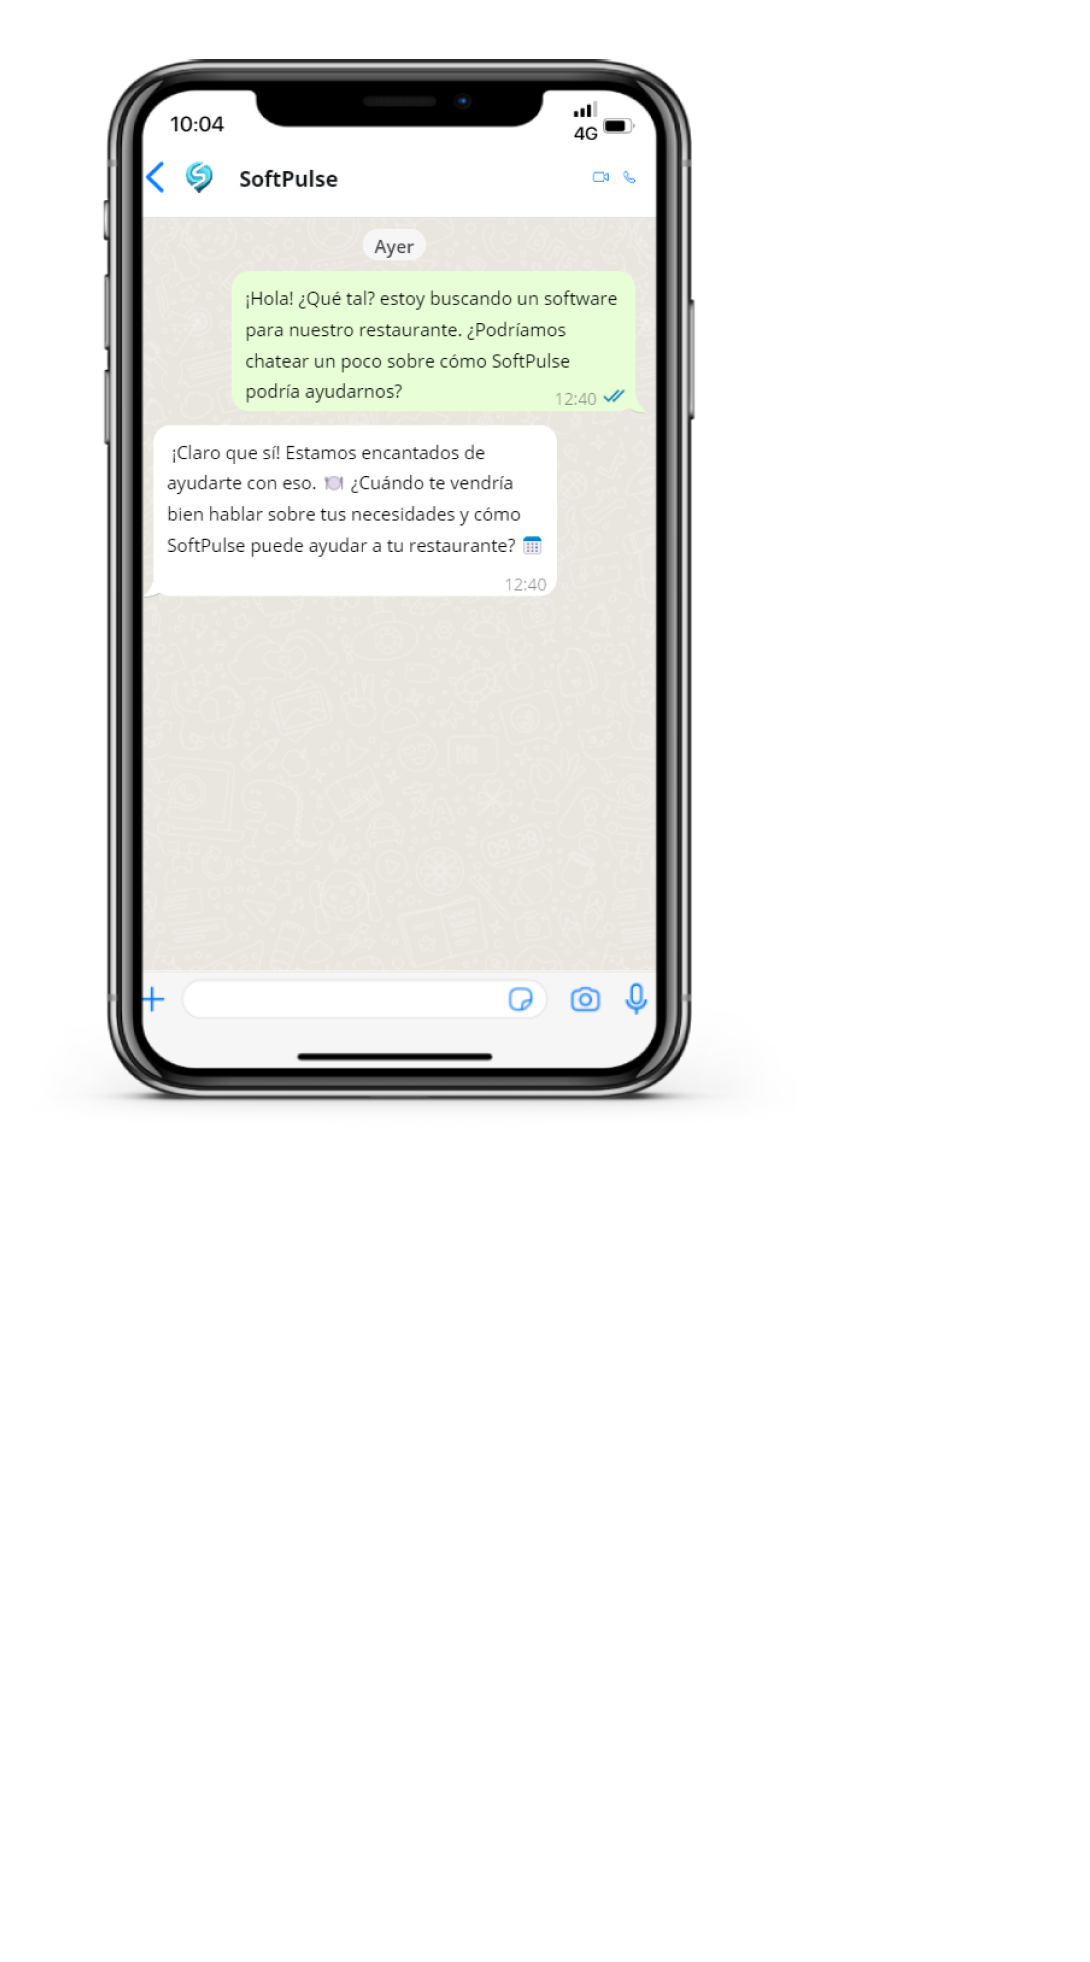 10:04
4G
SoftPulse
Ayer
¡Hola! ¿Qué tal? estoy buscando un software
para nuestro restaurante. ¿Podríamos
chatear un poco sobre cómo SoftPulse
podría ayudarnos?
12:40
¡Claro que sí! Estamos encantados de
ayudarte con eso. 🍽️ ¿Cuándo te vendría
bien hablar sobre tus necesidades y cómo
SoftPulse puede ayudar a tu restaurante? 🗓️
12:40